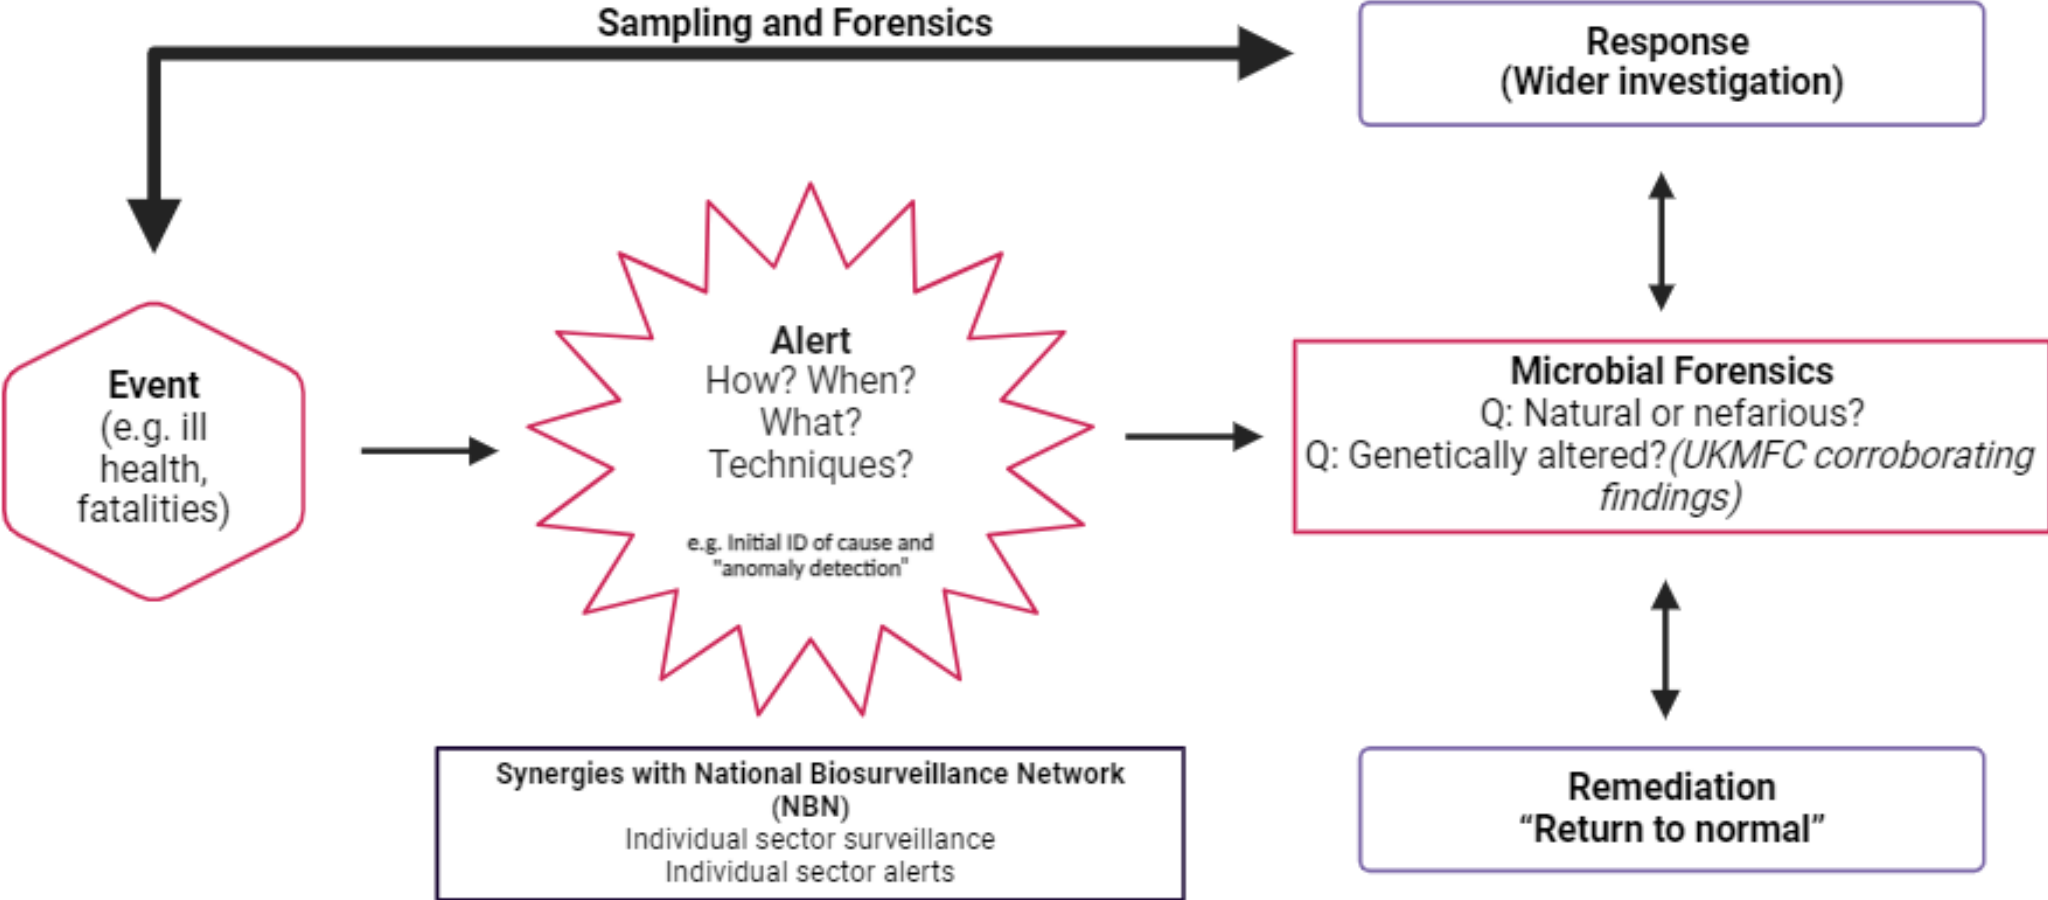 Sampling and Forensics
Response
(Wider investigation)
Event
(e.g. ill
health,
fatalities)
Alert
How? When?
What?
Techniques?
e.g. Initial ID of cause and
"anomaly detection"
Microbial Forensics
Q: Natural or nefarious?
Q: Genetically altered?(UKMFC corroborating
findings)
Synergies with National Biosurveillance Network
(NBN)
Individual sector surveillance
Individual sector alerts
Remediation
“Return to normal”